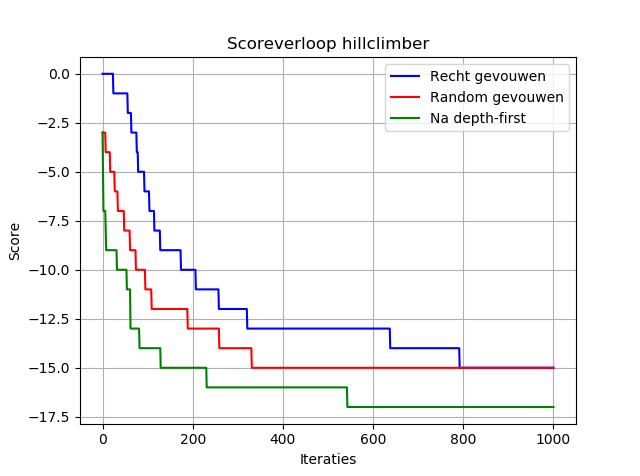 Scoreverloop hillclimber
Recht gevouwen
Random gevouwen
Na depth-first
Score
0.0
−2.5
−5.0
−7.5
−10.0
−12.5
−15.0
−17.5
0 200 400 600 800 1000
Iteraties